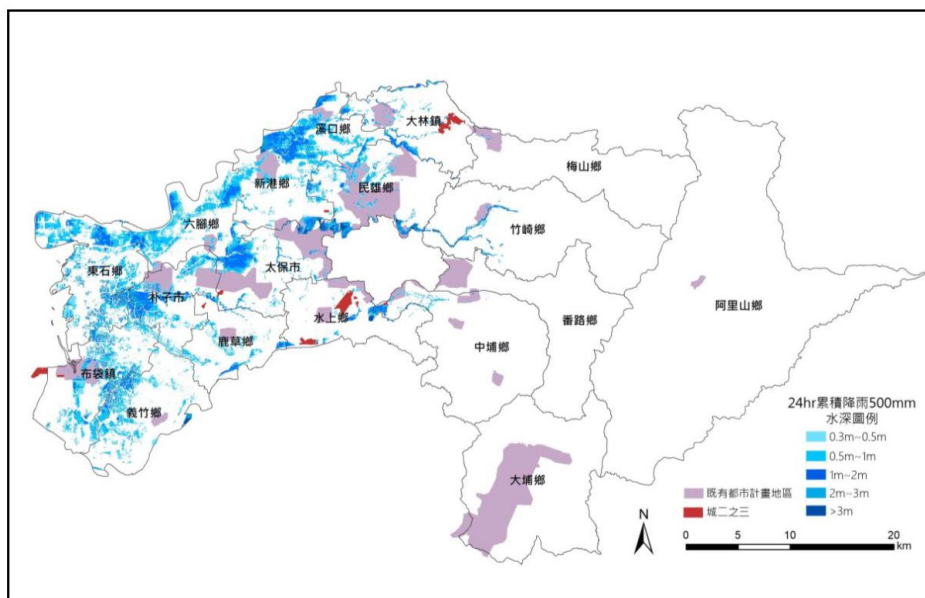 溪口鄉
大林鎮
梅山鄉
新港鄉
民雄鄉
六腳鄉
竹崎鄉
東石鄉
太保市
朴子市
阿里山鄉
水上鄉
番路鄉
鹿草鄉
中埔鄉
布袋鎮
義竹鄉
大埔鄉
24hr累積降雨500mm
水深圖例
0.3m~0.5m
0.5m~1m
1m~2m
2m~3m
>3m
既有都市計畫地區
城二之三
N
0 5 10 20
km